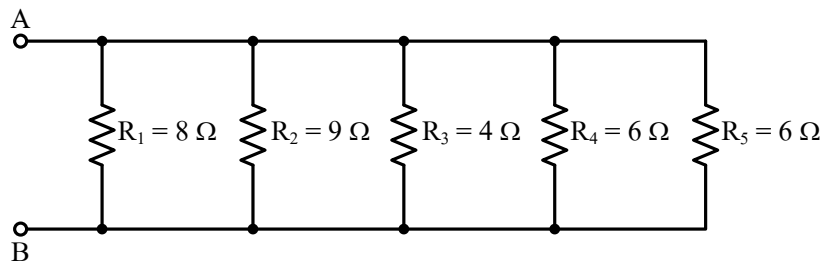 A
R₁ = 8 Ω R₂ = 9 Ω R₃ = 4 Ω R₄ = 6 Ω R₅ = 6 Ω
B